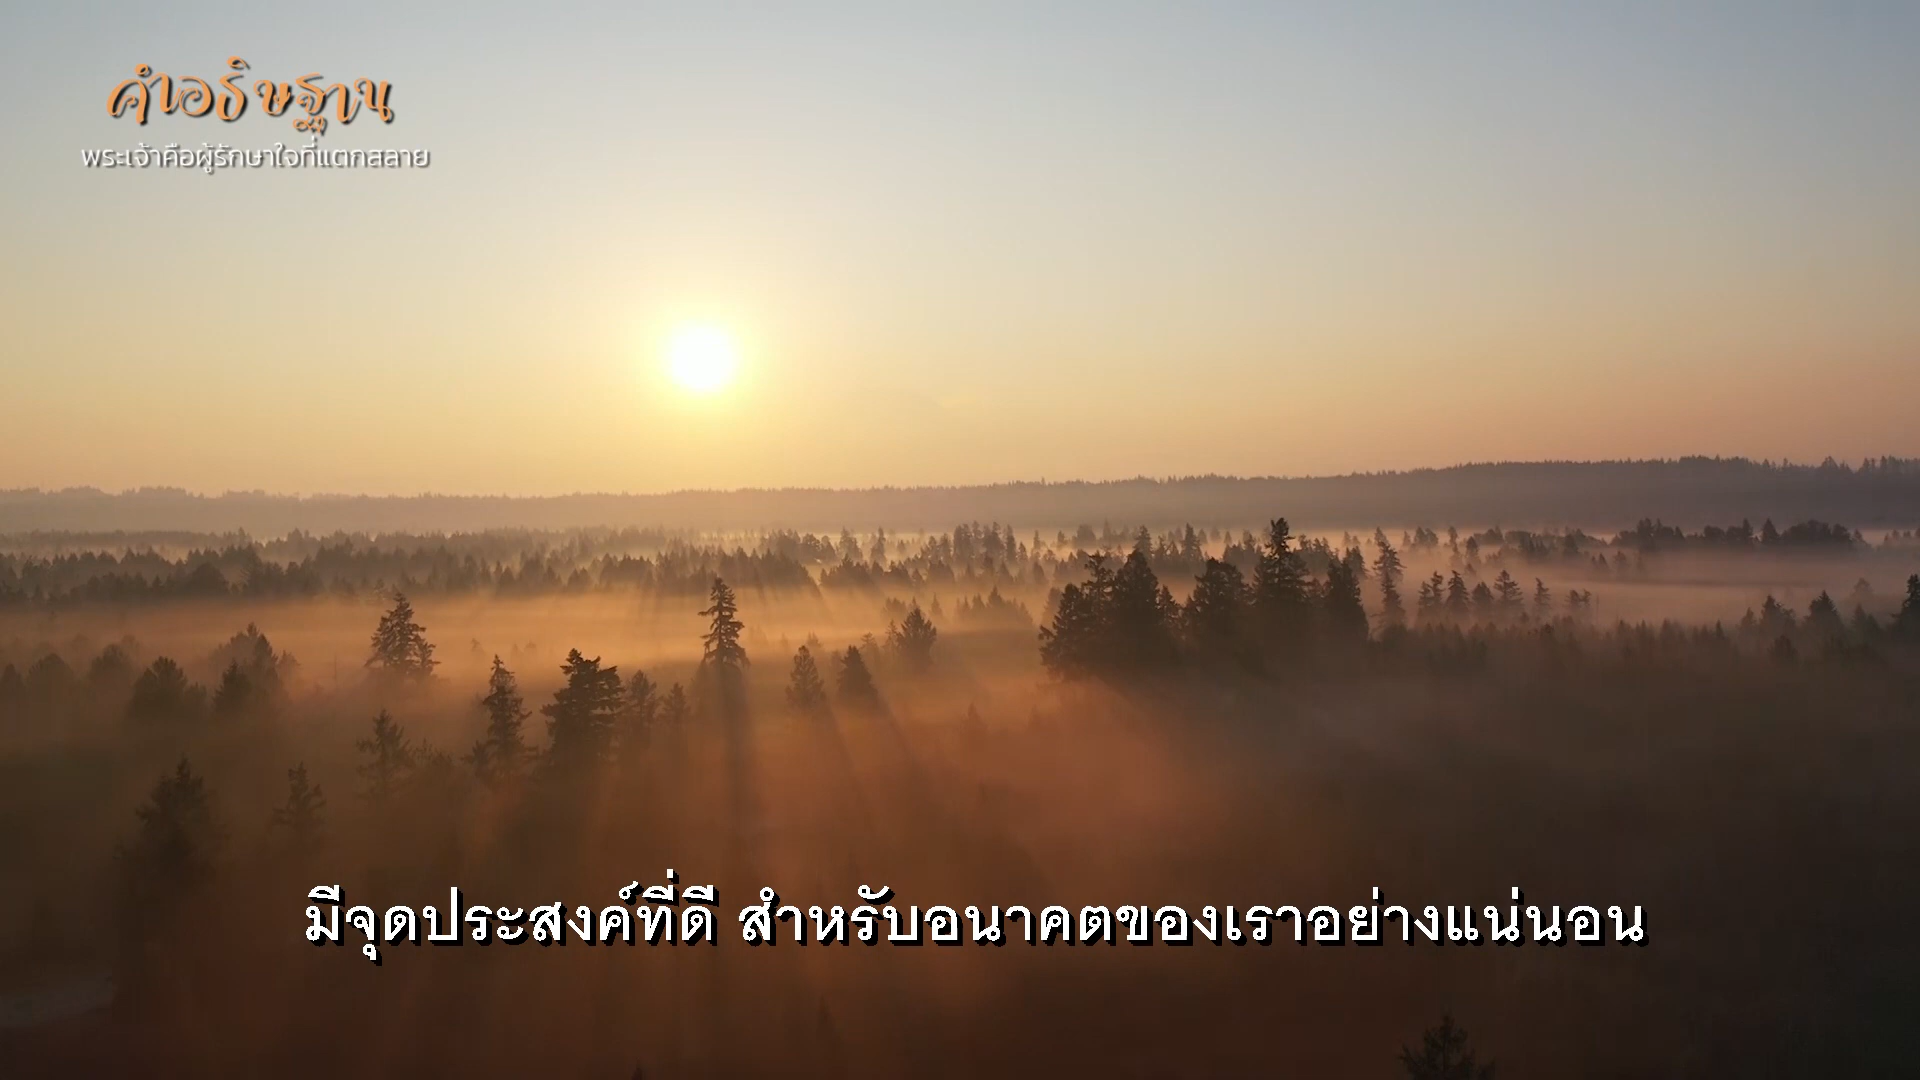 คำอธิษฐาน
พระเจ้าคือผู้รักษาใจที่แตกสลาย
มีจุดประสงค์ที่ดี สำหรับอนาคตของเราอย่างแน่นอน